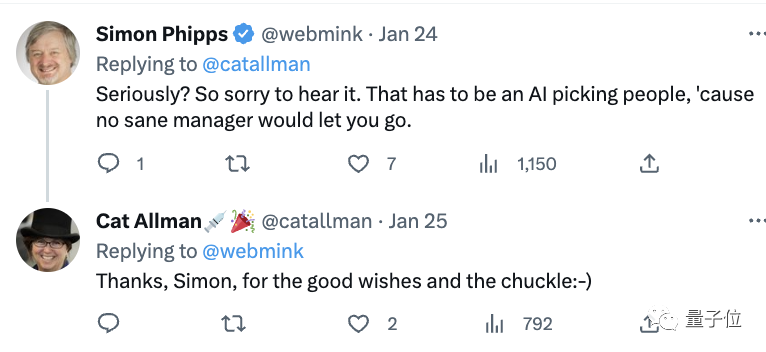 Simon Phipps @webmink · Jan 24
Replying to @catallman
Seriously? So sorry to hear it. That has to be an AI picking people, 'cause
no sane manager would let you go.
1 7 1,150
Cat Allman💉🎉 @catallman · Jan 25
Replying to @webmink
Thanks, Simon, for the good wishes and the chuckle:-)
2 792
量子位